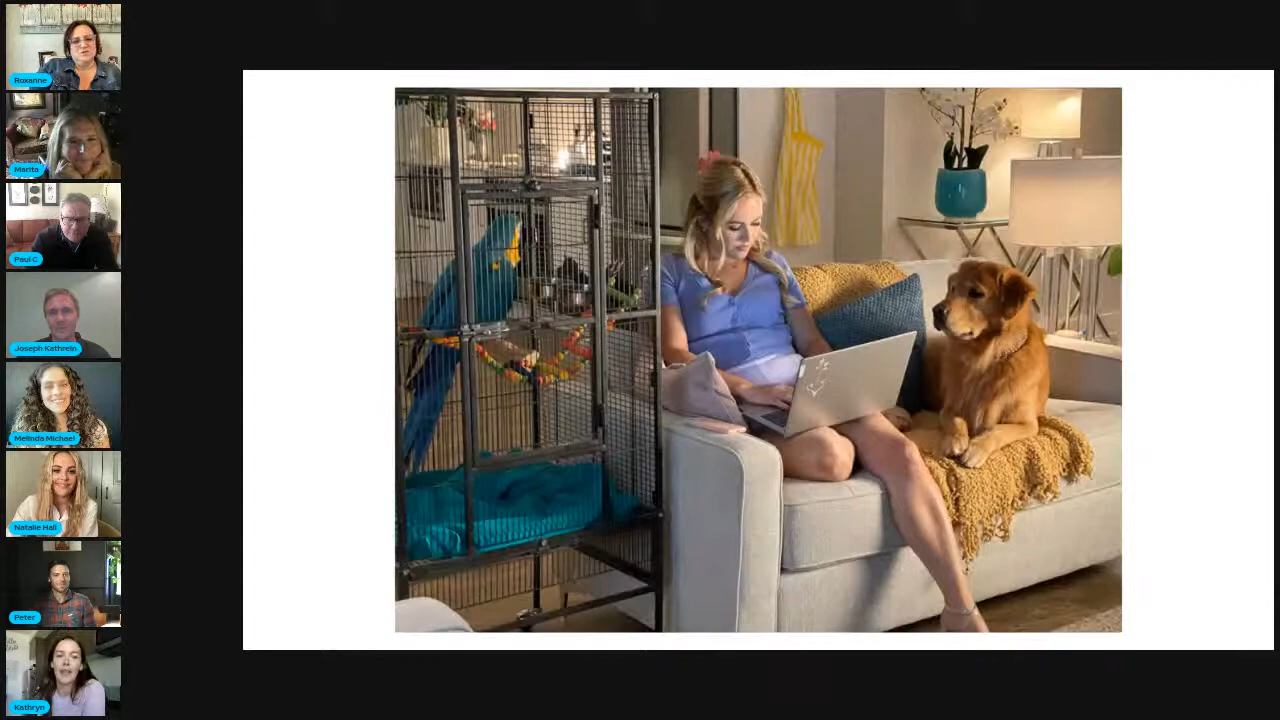 Roxanne
Marita
Paul C
Joseph Kathrein
Melinda Michael
Natalie Hall
Peter
Kathryn